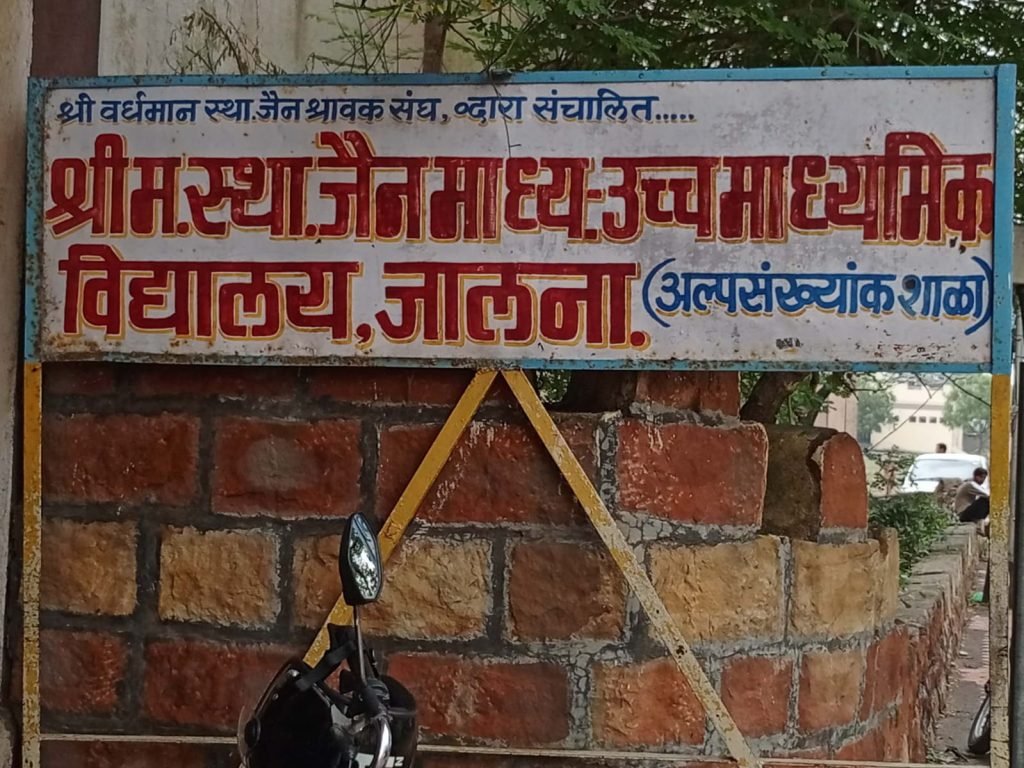 श्री वर्धमान स्था.जैन श्रावक संघ, व्दारा संचालित.....
श्री म.स्था.जैन माध्य.-उच्च माध्यमिक
विद्यालय, जालना. (अल्पसंख्यांक शाळा)